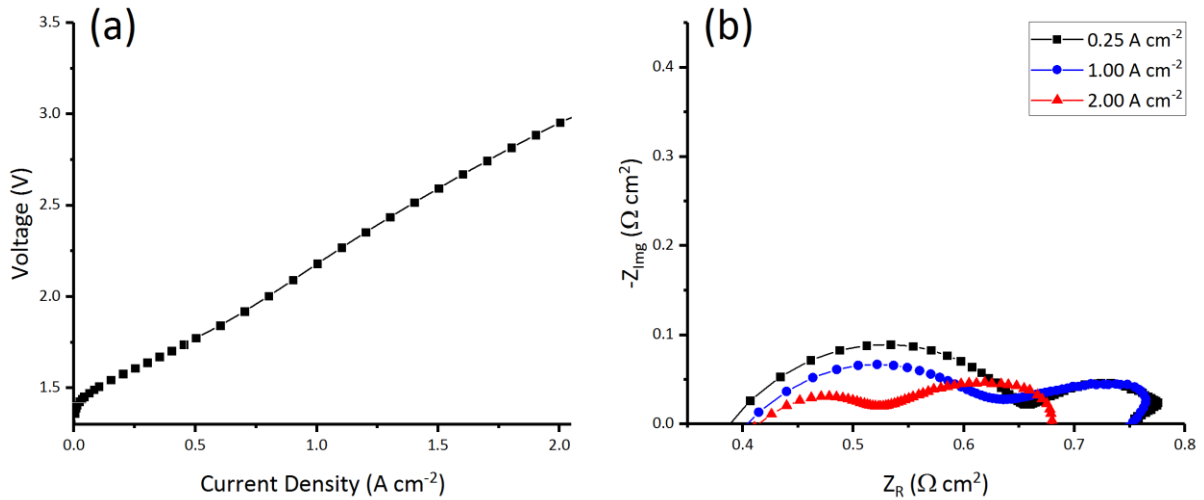 (a)
3.5
3.0
2.5
2.0
1.5
0.0
0.5
1.0
1.5
2.0
Voltage (V)
Current Density (A cm⁻²)
(b)
0.25 A cm⁻²
1.00 A cm⁻²
2.00 A cm⁻²
0.4
0.3
0.2
0.1
0.0
0.4
0.5
0.6
0.7
0.8
-Z_Img (Ω cm²)
Z_R (Ω cm²)